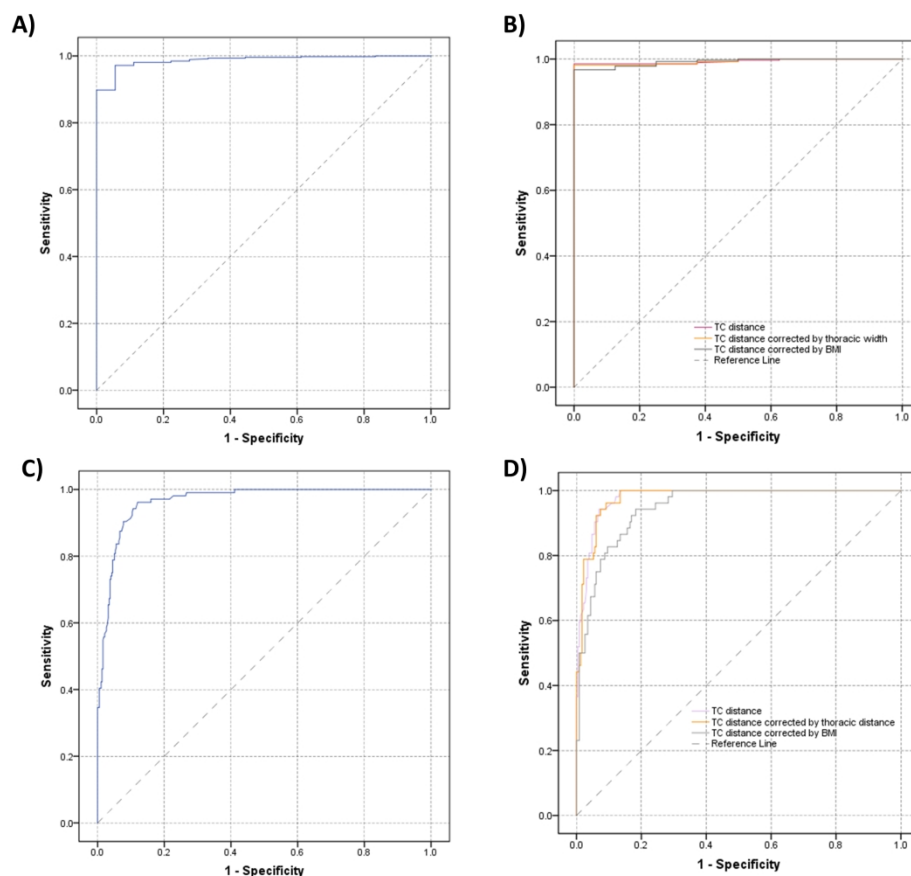 A)
1.0
0.8
0.6
0.4
0.2
0.0
Sensitivity
0.0 0.2 0.4 0.6 0.8 1.0
1 - Specificity
B)
1.0
0.8
0.6
0.4
0.2
0.0
Sensitivity
TC distance
TC distance corrected by thoracic width
TC distance corrected by BMI
Reference Line
0.0 0.2 0.4 0.6 0.8 1.0
1 - Specificity
C)
1.0
0.8
0.6
0.4
0.2
0.0
Sensitivity
0.0 0.2 0.4 0.6 0.8 1.0
1 - Specificity
D)
1.0
0.8
0.6
0.4
0.2
0.0
Sensitivity
TC distance
TC distance corrected by thoracic distance
TC distance corrected by BMI
Reference Line
0.0 0.2 0.4 0.6 0.8 1.0
1 - Specificity